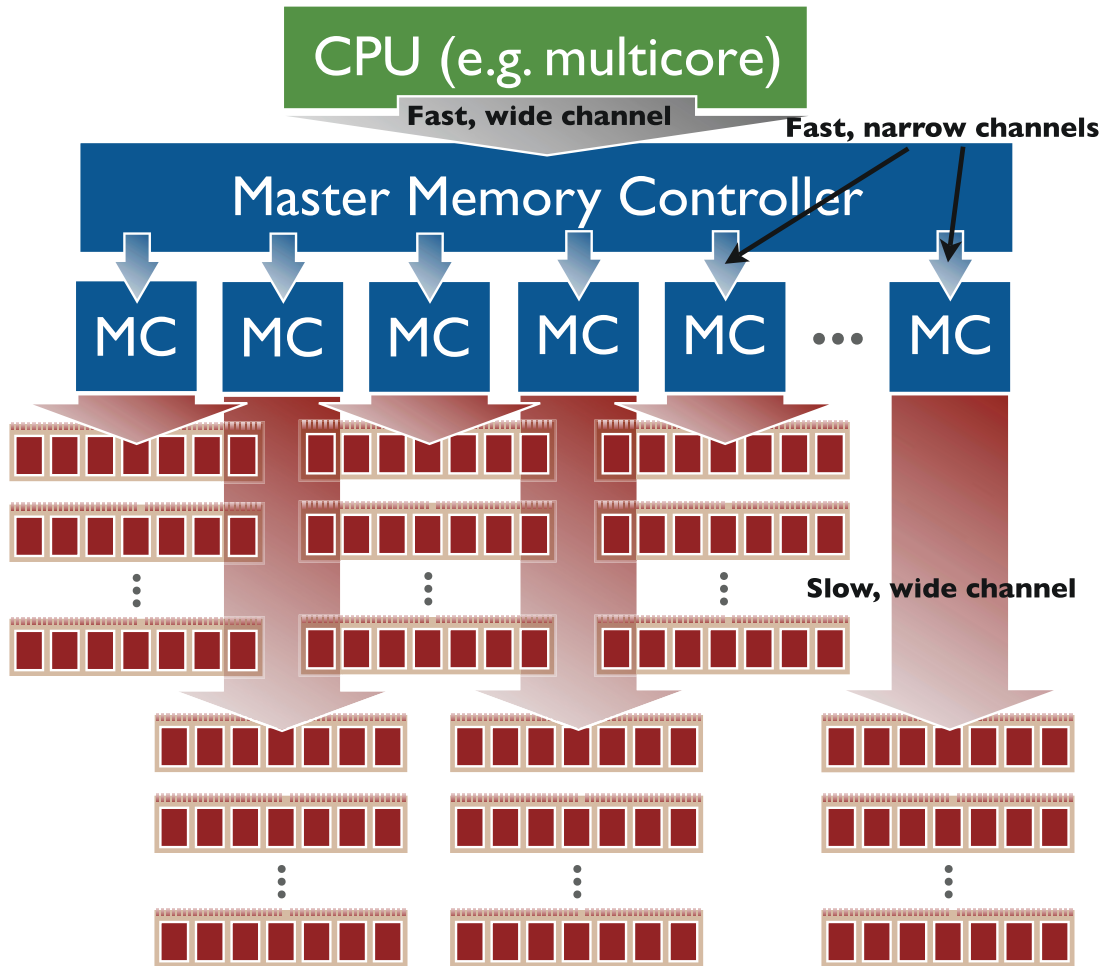 CPU (e.g. multicore)
Fast, wide channel
Fast, narrow channels
Master Memory Controller
MC
MC
MC
MC
MC
MC
Slow, wide channel